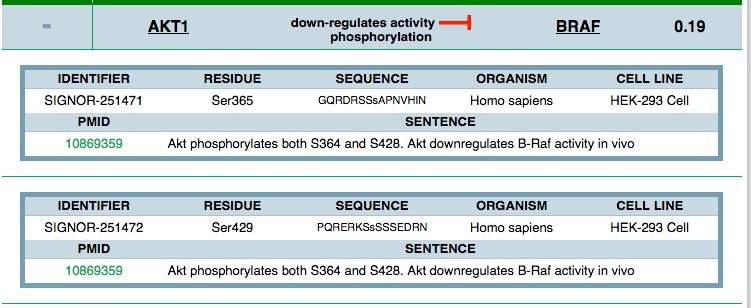 - AKT1 down-regulates activity BRAF 0.19
phosphorylation
IDENTIFIER RESIDUE SEQUENCE ORGANISM CELL LINE
SIGNOR-251471 Ser365 GQRDRSSsAPNVHIN Homo sapiens HEK-293 Cell
PMID SENTENCE
10869359 Akt phosphorylates both S364 and S428. Akt downregulates B-Raf activity in vivo
IDENTIFIER RESIDUE SEQUENCE ORGANISM CELL LINE
SIGNOR-251472 Ser429 PQRERKSsSSSEDRN Homo sapiens HEK-293 Cell
PMID SENTENCE
10869359 Akt phosphorylates both S364 and S428. Akt downregulates B-Raf activity in vivo